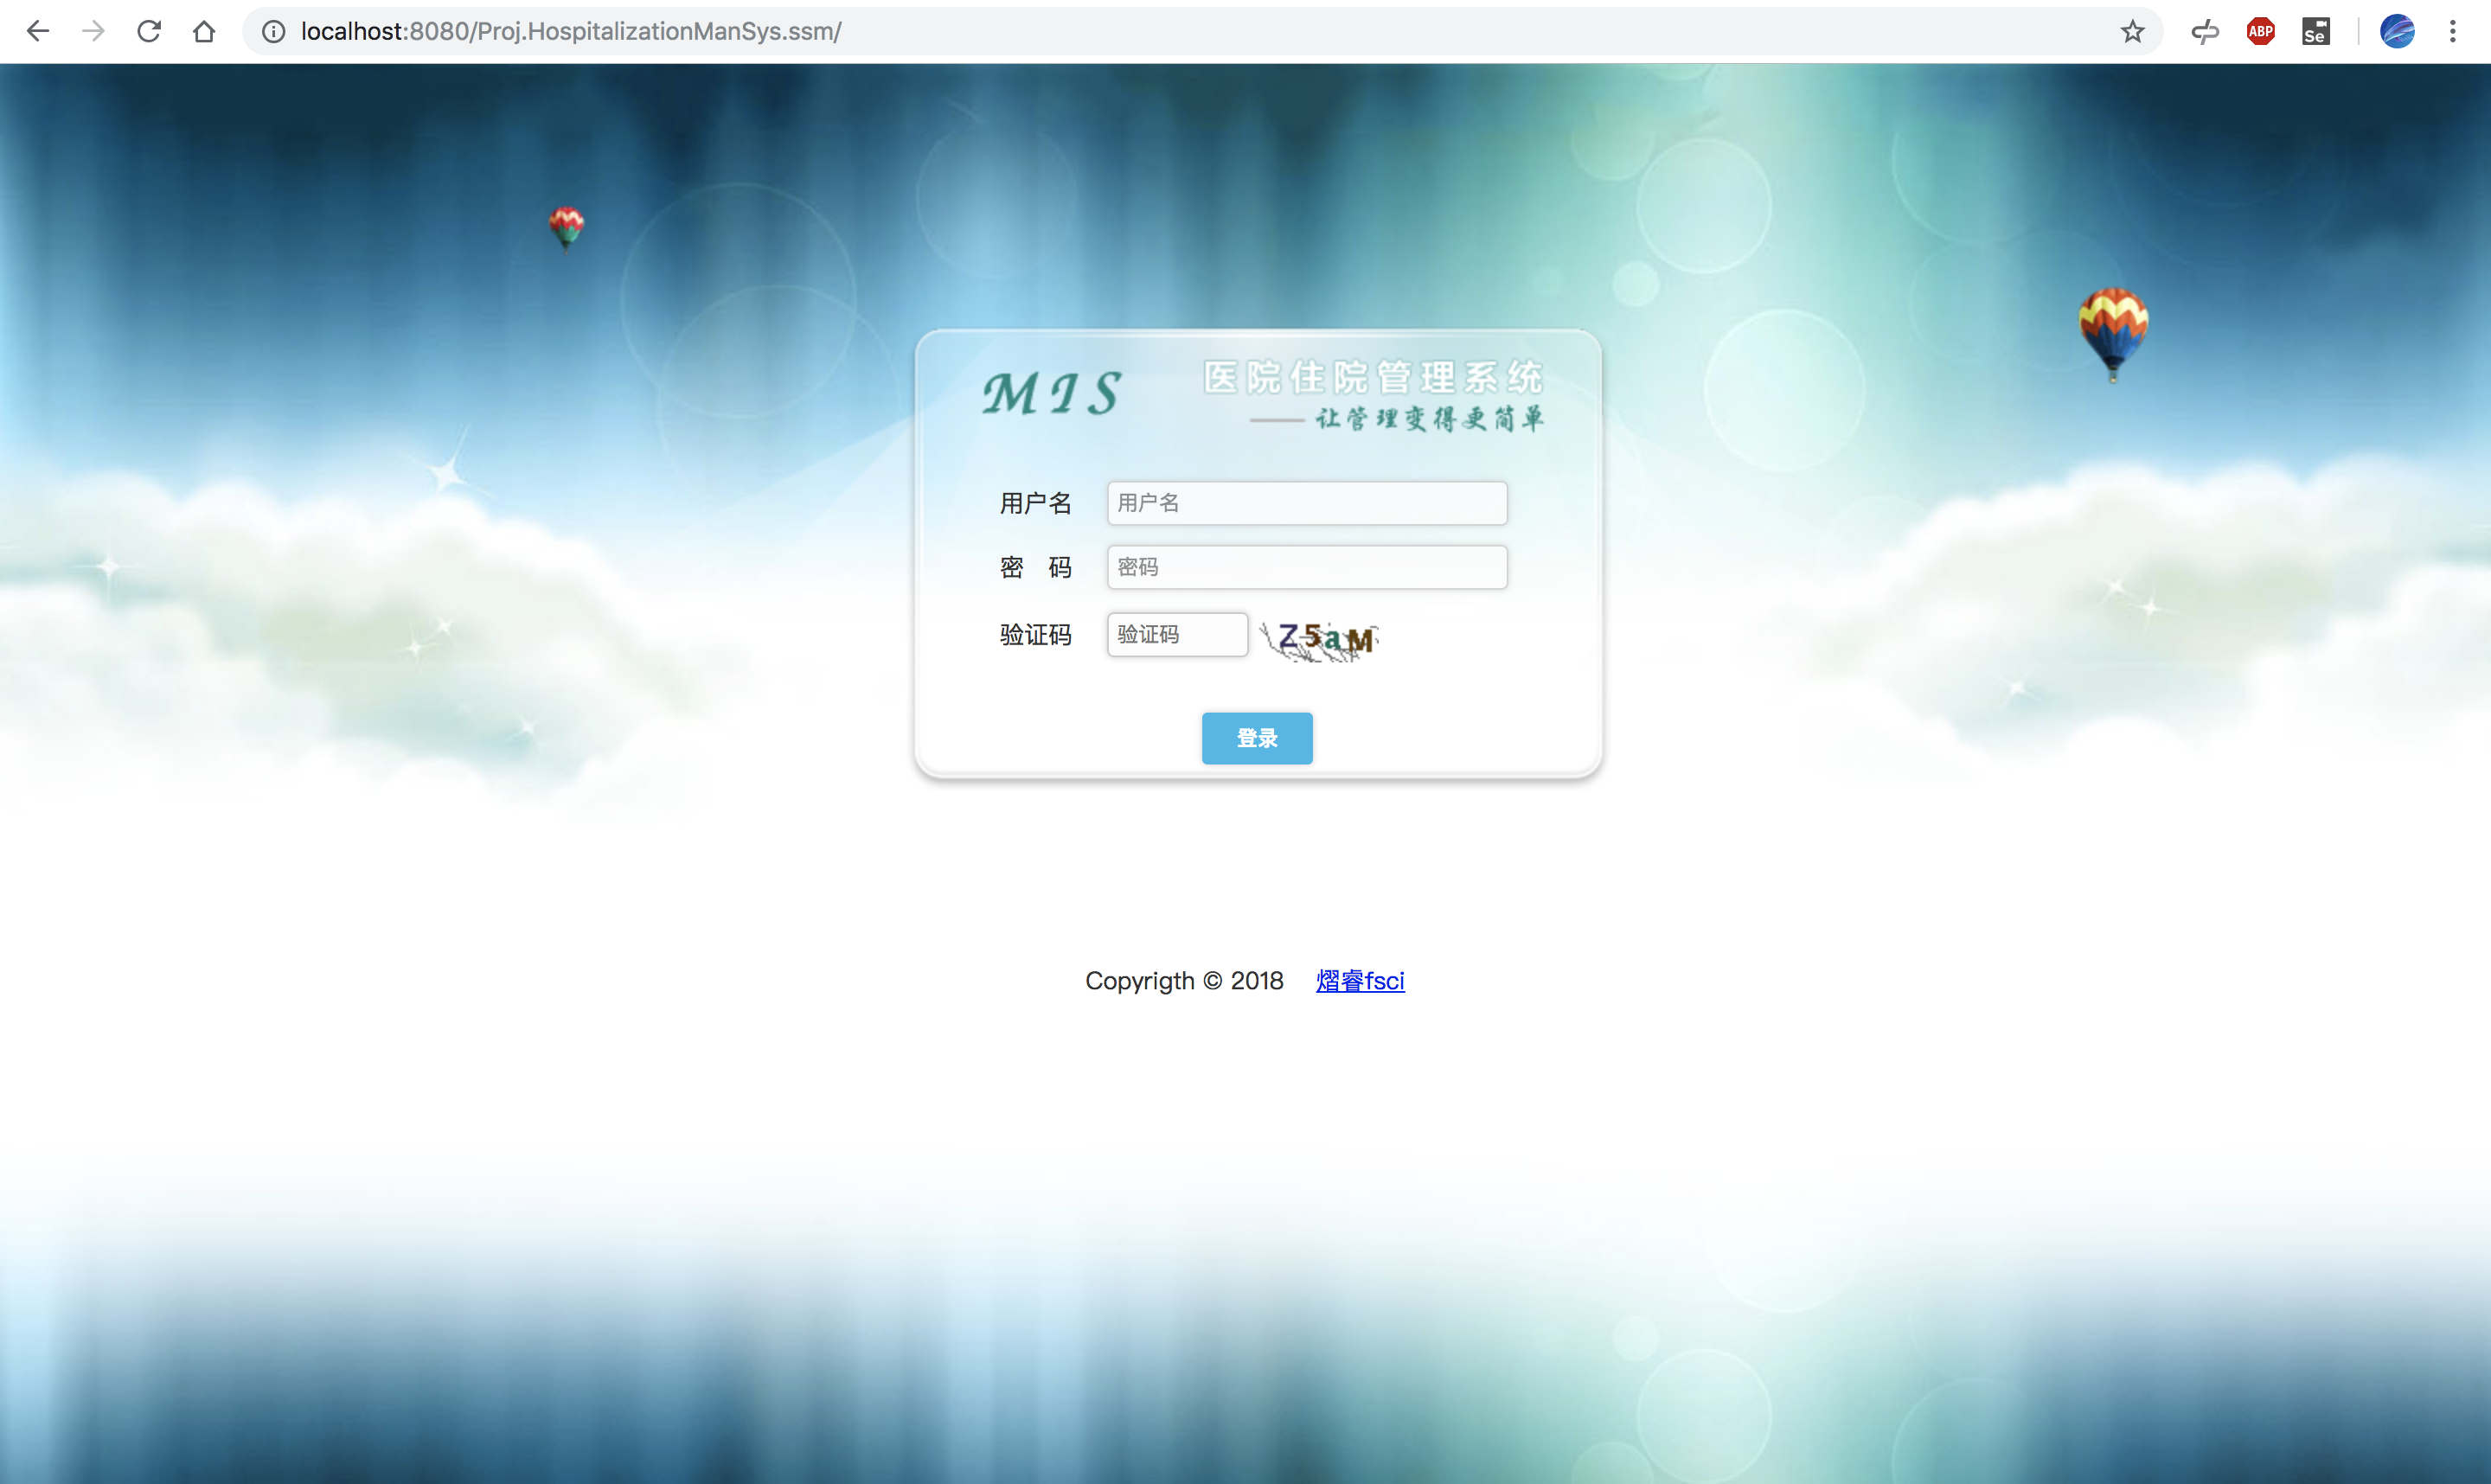 localhost:8080/Proj.HospitalizationManSys.ssm/
ABP
Se
MIS 医院住院管理系统
——让管理变得更简单
用户名 用户名
密 码 密码
验证码 验证码 Z5aM
登录
Copyrigth © 2018 熠睿fsci